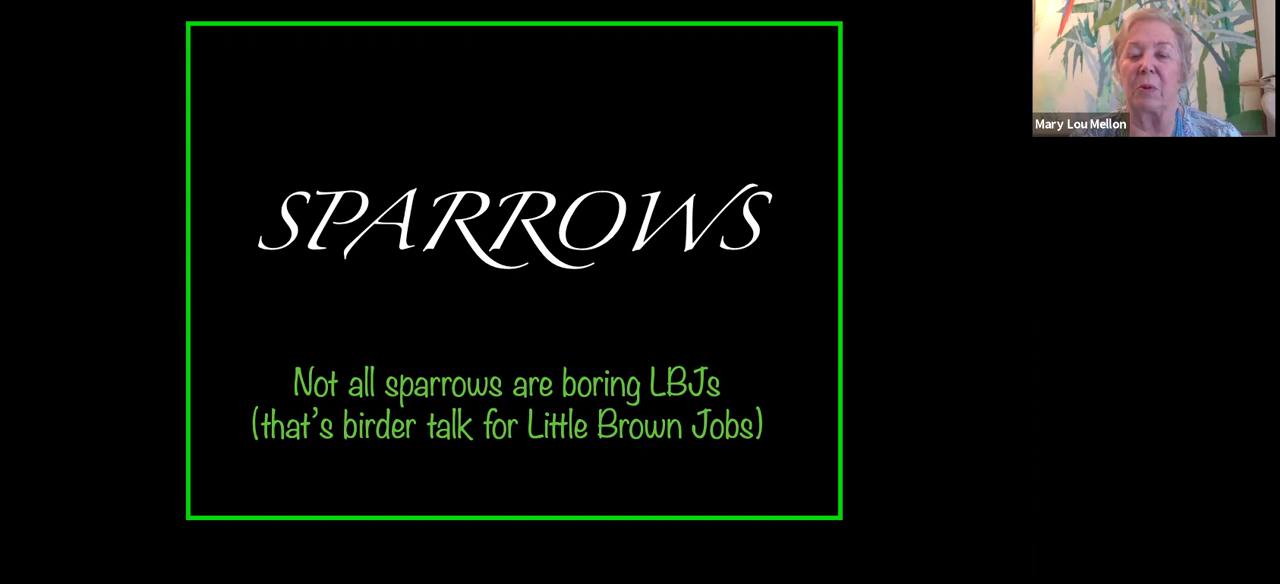 SPARROWS
Not all sparrows are boring LBJs
(that's birder talk for Little Brown Jobs)
Mary Lou Mellon